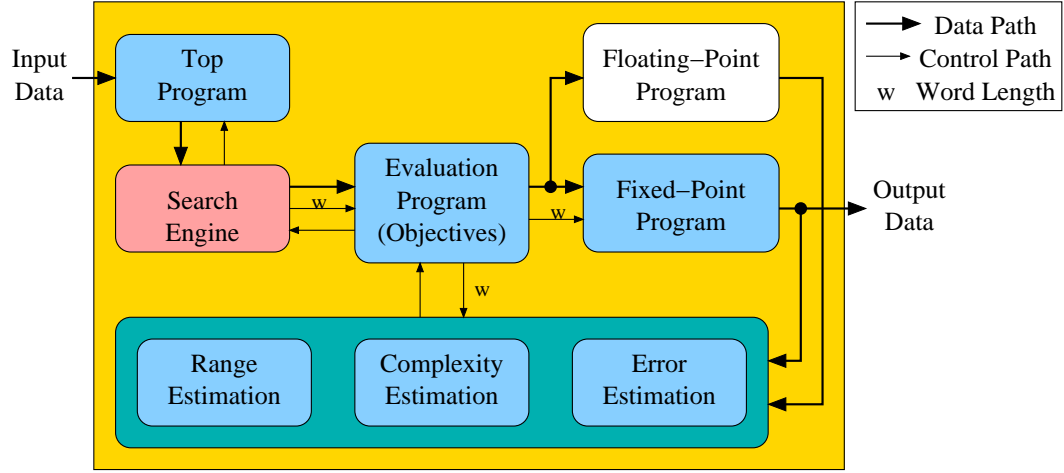 Input
Data
Top
Program
Search
Engine
w
Evaluation
Program
(Objectives)
w
w
Floating−Point
Program
Fixed−Point
Program
Output
Data
Data Path
Control Path
w Word Length
Range
Estimation
Complexity
Estimation
Error
Estimation